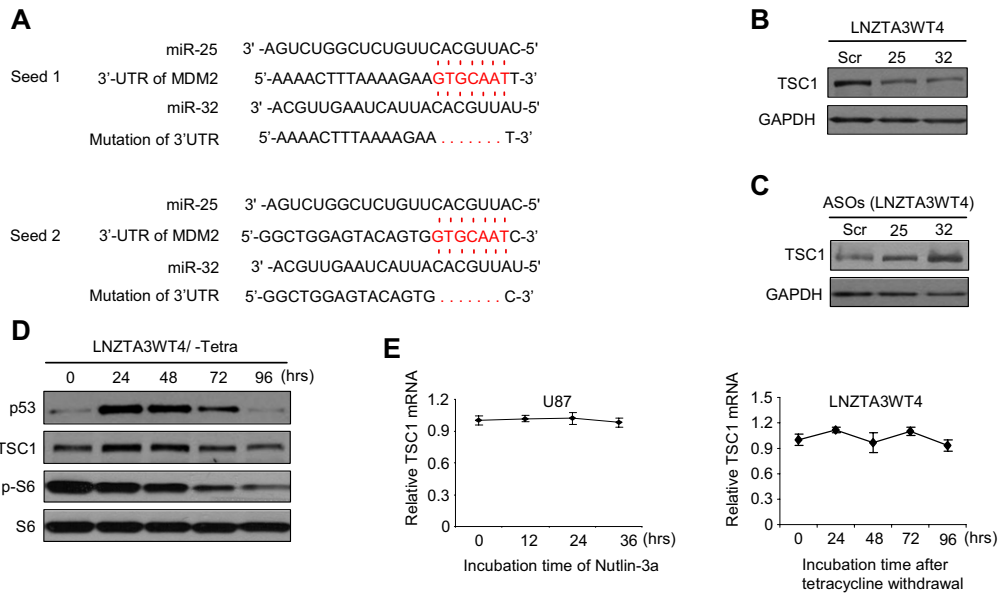 A
miR-25 3' -AGUCUGGCUCUGUUCACGUUAC-5'
Seed 1 3'-UTR of MDM2 5'-AAAACTTTAAAAGAAGTGCAATT-3'
miR-32 3' -ACGUUGAAUCAUUACACGUUAU-5'
Mutation of 3'UTR 5'-AAAACTTTAAAAGAA . . . . . . . T-3'
miR-25 3' -AGUCUGGCUCUGUUCACGUUAC-5'
Seed 2 3'-UTR of MDM2 5'-GGCTGGAGTACAGTGGTGCAATC-3'
miR-32 3' -ACGUUGAAUCAUUACACGUUAU-5'
Mutation of 3'UTR 5'-GGCTGGAGTACAGTG . . . . . . . C-3'
B
LNZTA3WT4
Scr 25 32
TSC1
GAPDH
C
ASOs (LNZTA3WT4)
Scr 25 32
TSC1
GAPDH
D
LNZTA3WT4/ -Tetra
0 24 48 72 96 (hrs)
p53
TSC1
p-S6
S6
E
U87
Relative TSC1 mRNA
1.2
0.9
0.6
0.3
0
0 12 24 36 (hrs)
Incubation time of Nutlin-3a
LNZTA3WT4
Relative TSC1 mRNA
1.5
1.2
0.9
0.6
0.3
0
0 24 48 72 96 (hrs)
Incubation time after
tetracycline withdrawal